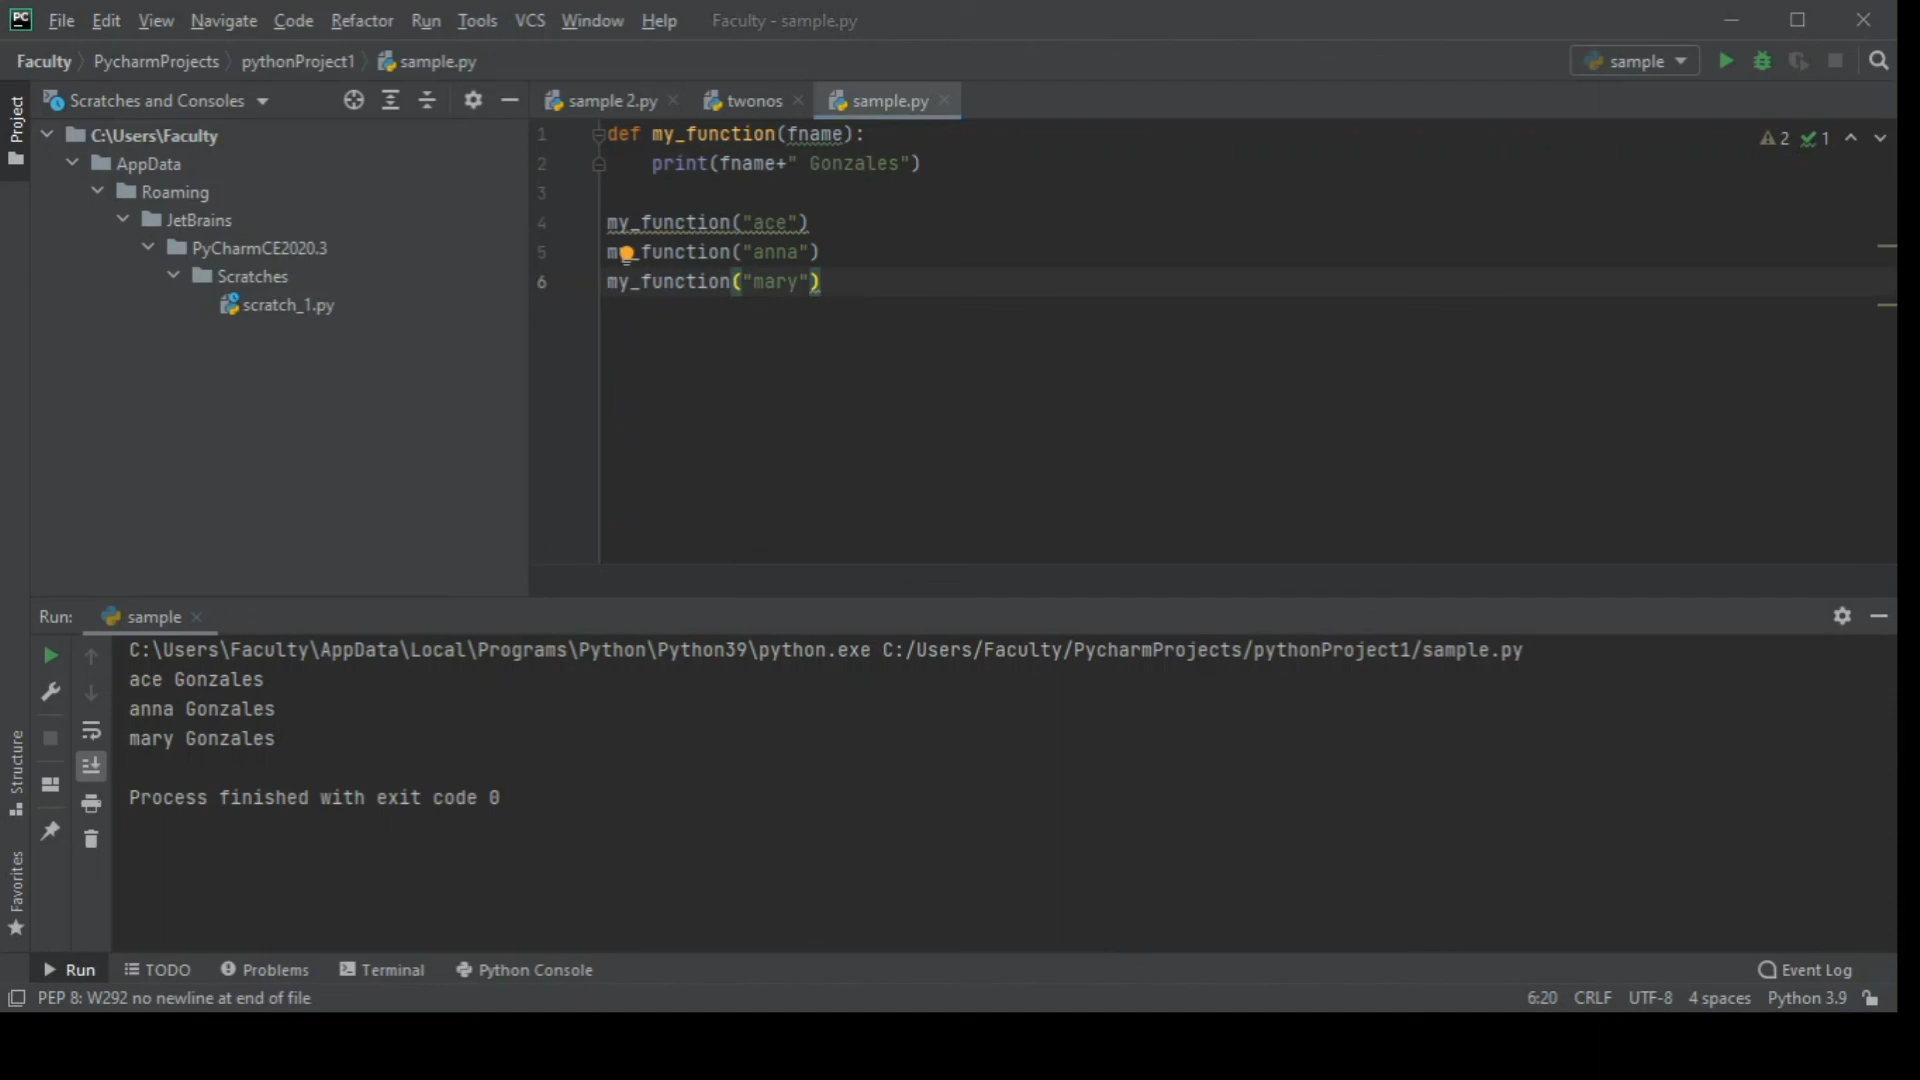 PC File Edit View Navigate Code Refactor Run Tools VCS Window Help Faculty - sample.py
Faculty PycharmProjects pythonProject1 sample.py sample
Project
Scratches and Consoles
C:\Users\Faculty
AppData
Roaming
JetBrains
PyCharmCE2020.3
Scratches
scratch_1.py
sample 2.py twonos sample.py
2 1
1 def my_function(fname):
2 print(fname+" Gonzales")
3
4 my_function("ace")
5 my_function("anna")
6 my_function("mary")
Run: sample
C:\Users\Faculty\AppData\Local\Programs\Python\Python39\python.exe C:/Users/Faculty/PycharmProjects/pythonProject1/sample.py
ace Gonzales
anna Gonzales
mary Gonzales
Process finished with exit code 0
Structure
Favorites
Run TODO Problems Terminal Python Console Event Log
PEP 8: W292 no newline at end of file 6:20 CRLF UTF-8 4 spaces Python 3.9